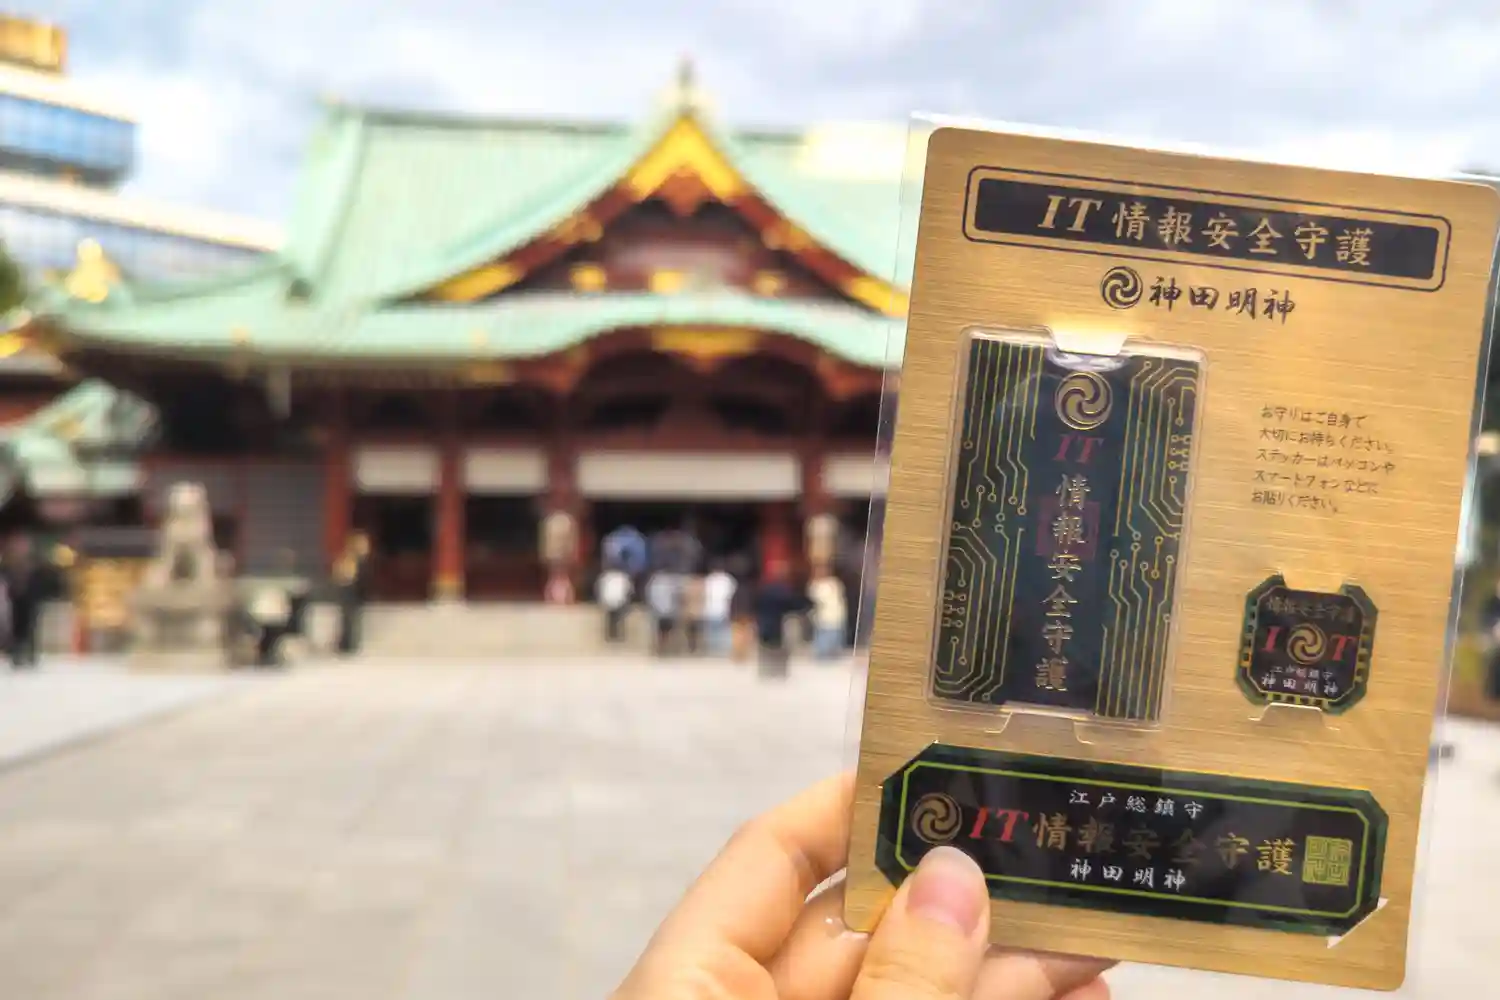 IT情報安全守護
神田明神
IT
情報安全守護
お守りはご自身で
大切にお持ちください。
ステッカーはパソコンや
スマートフォンなどに
お貼りください。
情報安全守護
IT
江戸総鎮守
神田明神
江戸総鎮守
IT情報安全守護
神田明神